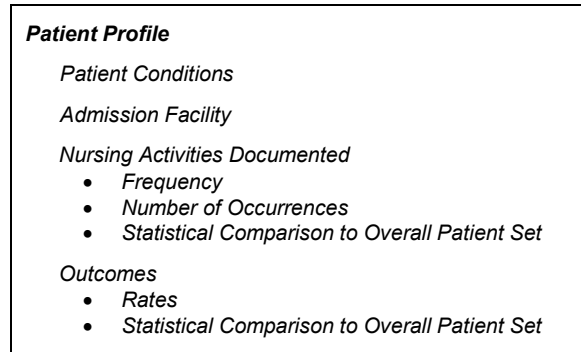 Patient Profile
Patient Conditions
Admission Facility
Nursing Activities Documented
• Frequency
• Number of Occurrences
• Statistical Comparison to Overall Patient Set
Outcomes
• Rates
• Statistical Comparison to Overall Patient Set